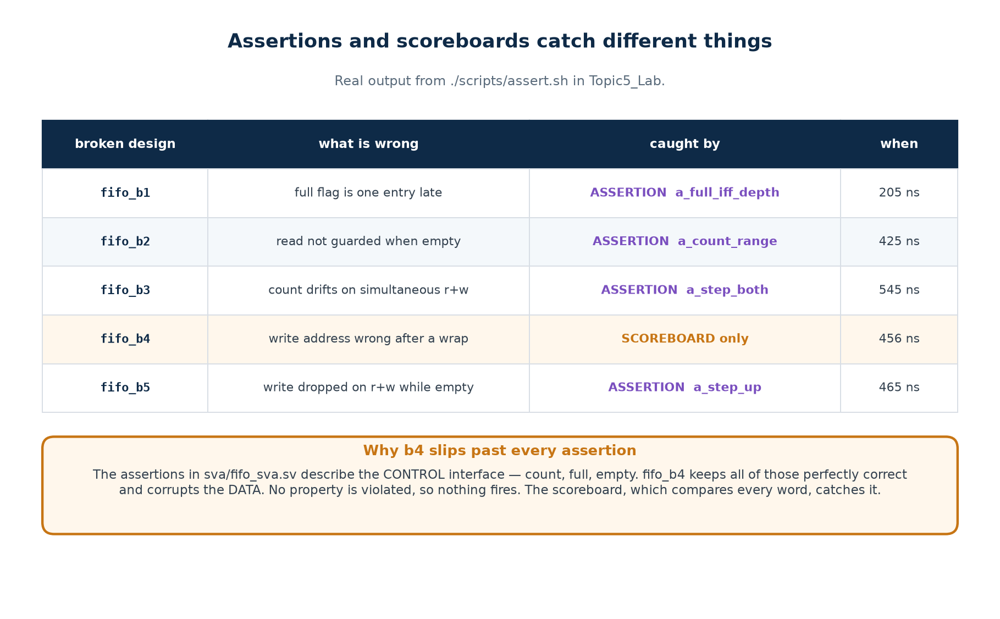 Assertions and scoreboards catch different things
Real output from ./scripts/assert.sh in Topic5_Lab.
broken design what is wrong caught by when
fifo_b1 full flag is one entry late ASSERTION a_full_iff_depth 205 ns
fifo_b2 read not guarded when empty ASSERTION a_count_range 425 ns
fifo_b3 count drifts on simultaneous r+w ASSERTION a_step_both 545 ns
fifo_b4 write address wrong after a wrap SCOREBOARD only 456 ns
fifo_b5 write dropped on r+w while empty ASSERTION a_step_up 465 ns
Why b4 slips past every assertion
The assertions in sva/fifo_sva.sv describe the CONTROL interface — count, full, empty. fifo_b4 keeps all of those perfectly correct
and corrupts the DATA. No property is violated, so nothing fires. The scoreboard, which compares every word, catches it.